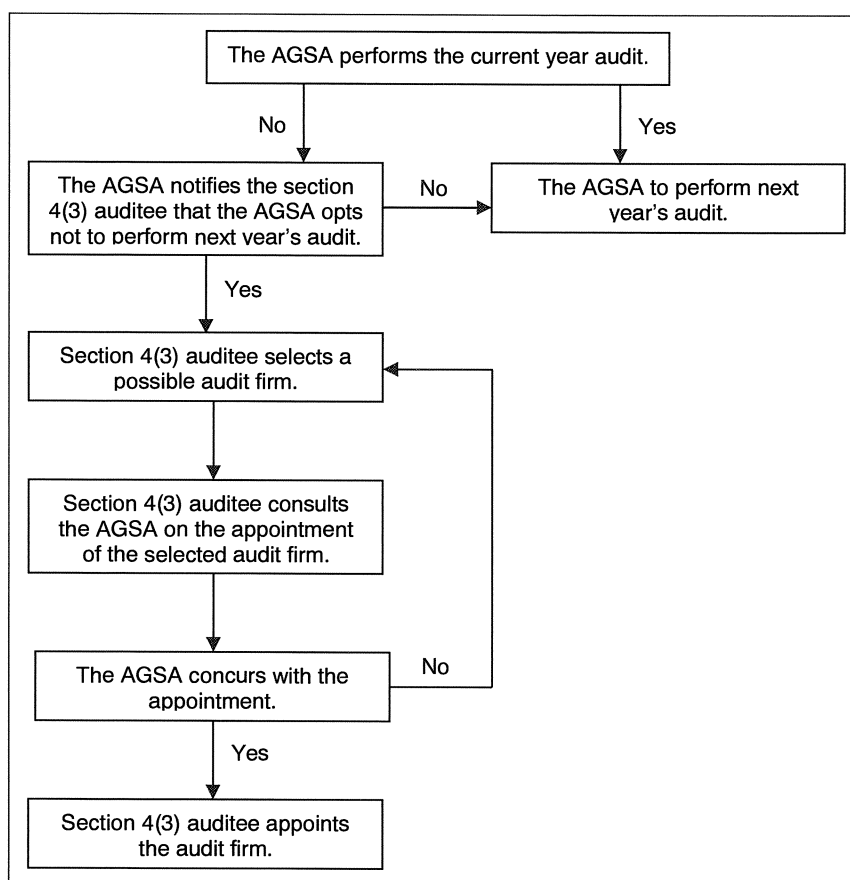 The AGSA performs the current year audit.
No
Yes
The AGSA notifies the section
4(3) auditee that the AGSA opts
not to perform next year's audit.
No
The AGSA to perform next
year's audit.
Yes
Section 4(3) auditee selects a
possible audit firm.
Section 4(3) auditee consults
the AGSA on the appointment
of the selected audit firm.
The AGSA concurs with the
appointment.
No
Yes
Section 4(3) auditee appoints
the audit firm.